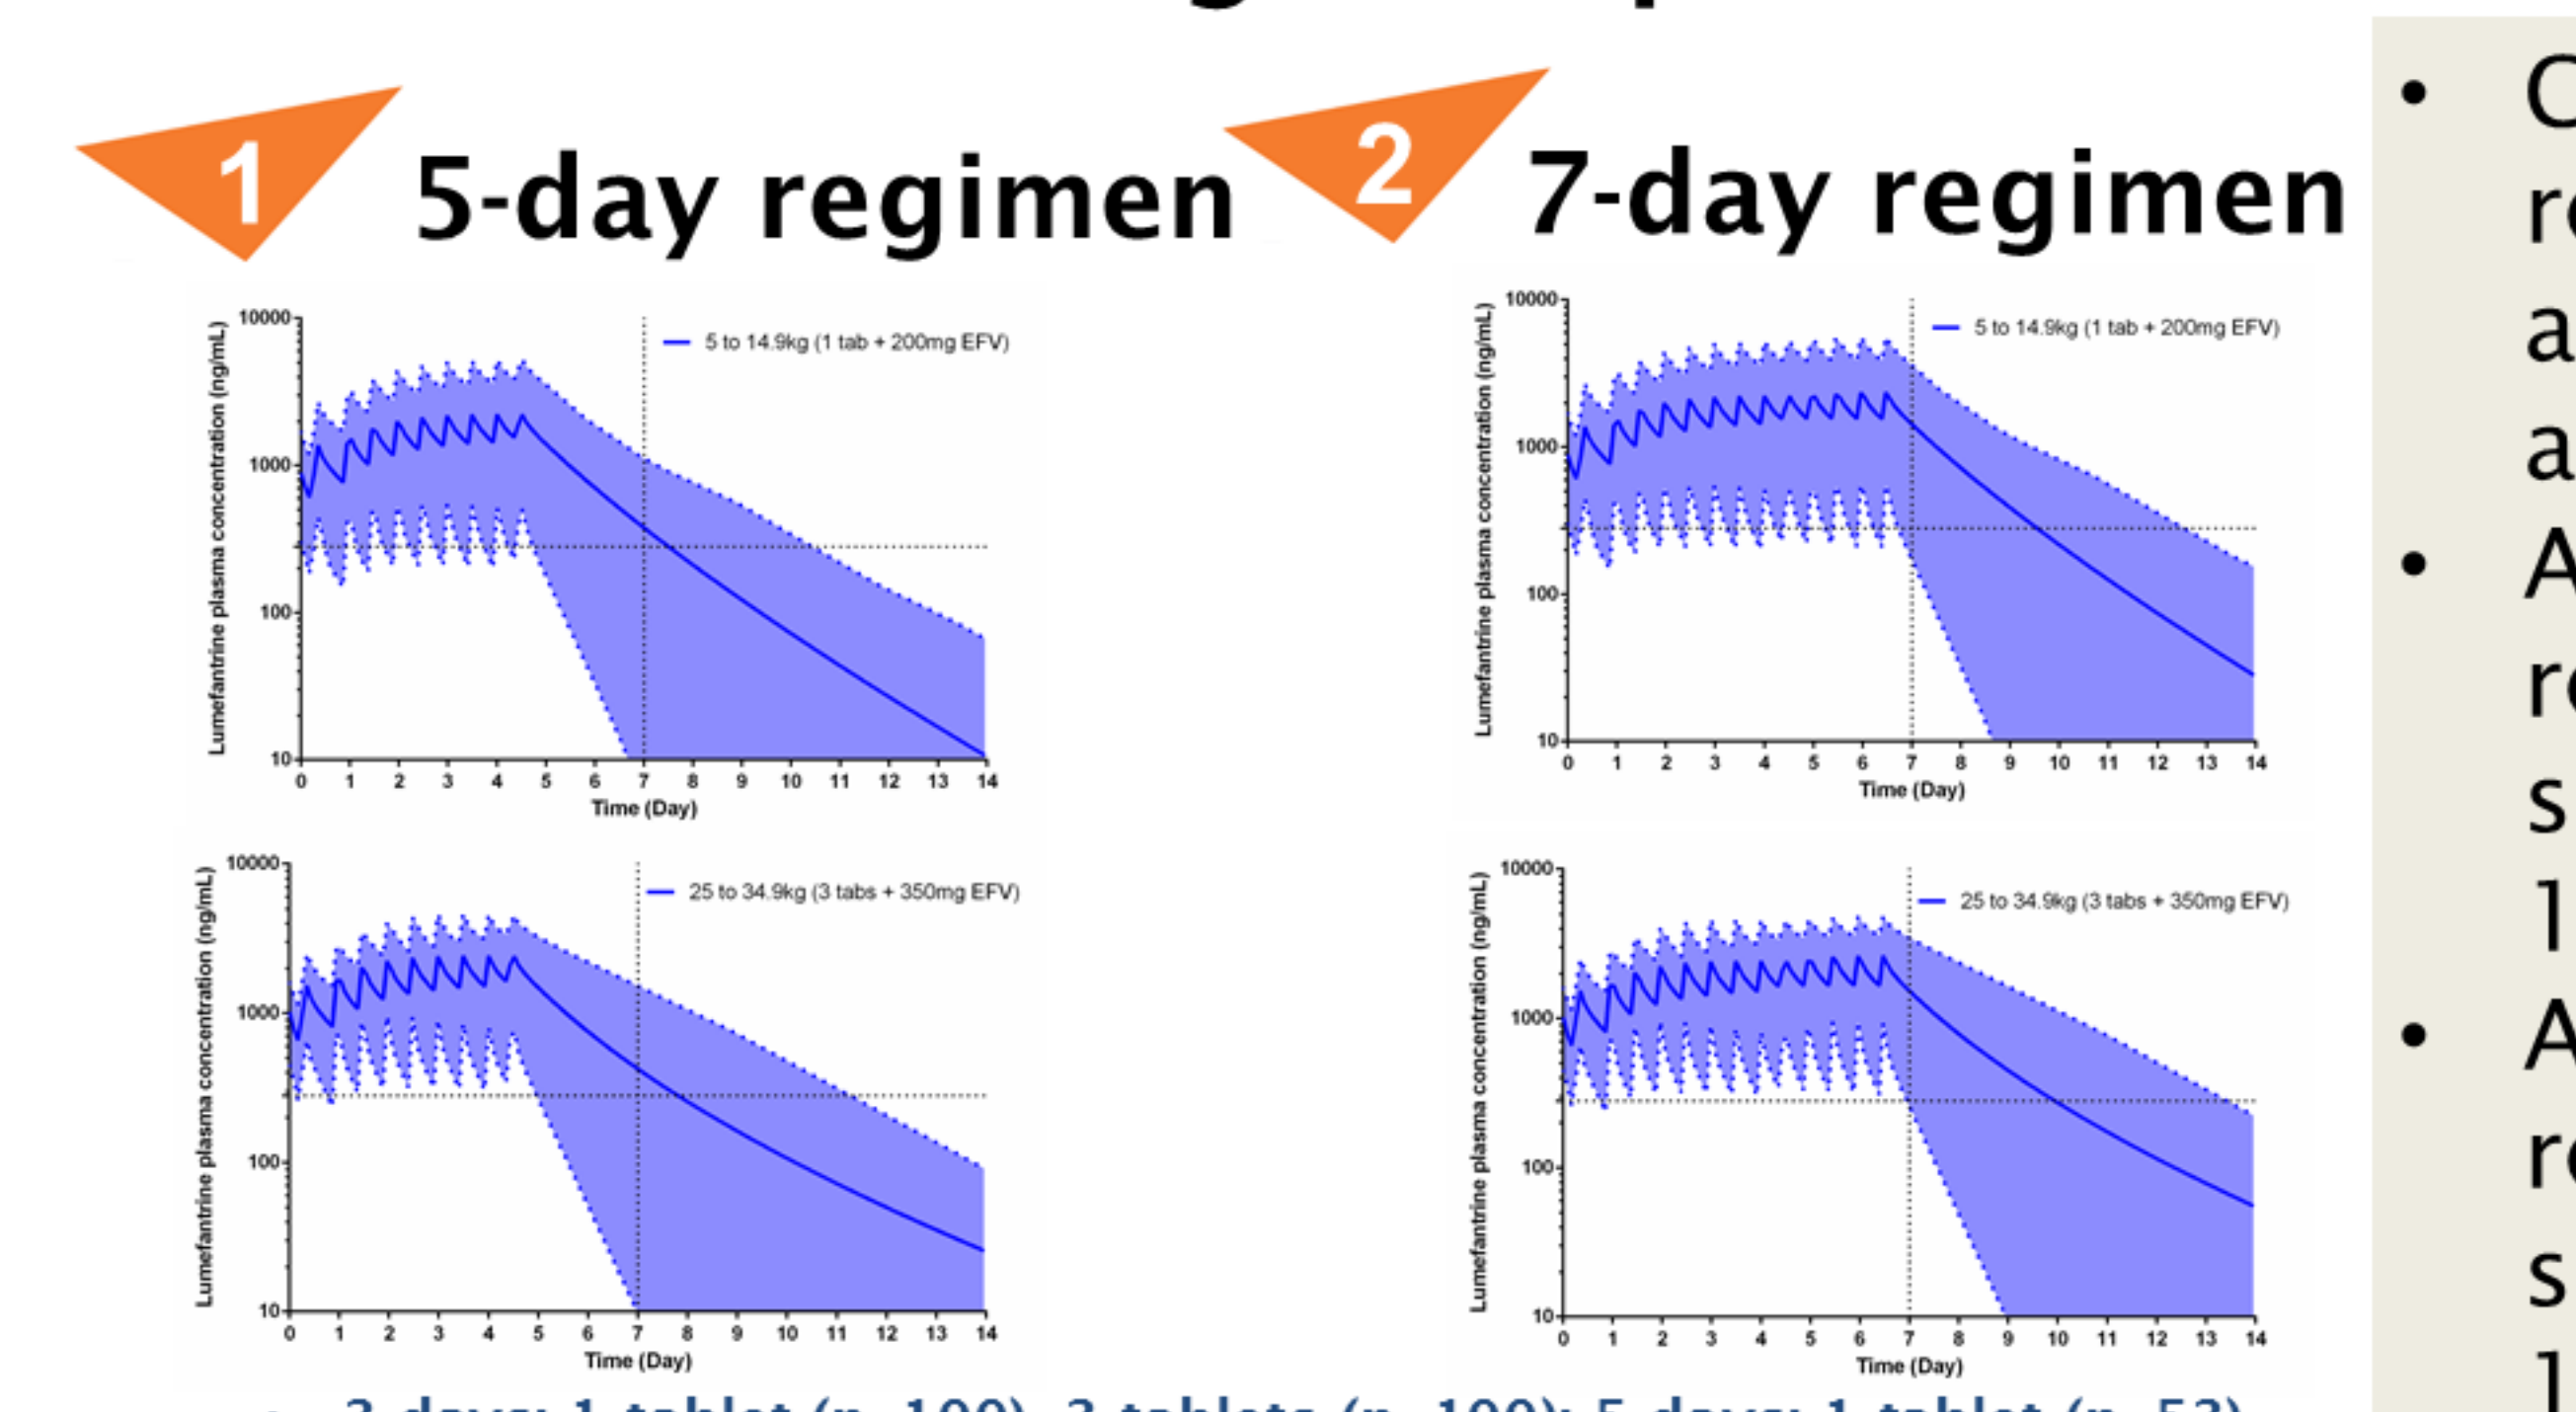 1
5-day regimen
2
7-day regimen
10000
1000
100
10
Lumefantrine plasma concentration (ng/mL)
5 to 14.9kg (1 tab + 200mg EFV)
0 1 2 3 4 5 6 7 8 9 10 11 12 13 14
Time (Day)
10000
1000
100
10
Lumefantrine plasma concentration (ng/mL)
5 to 14.9kg (1 tab + 200mg EFV)
0 1 2 3 4 5 6 7 8 9 10 11 12 13 14
Time (Day)
10000
1000
100
10
Lumefantrine plasma concentration (ng/mL)
25 to 34.9kg (3 tabs + 350mg EFV)
0 1 2 3 4 5 6 7 8 9 10 11 12 13 14
Time (Day)
10000
1000
100
10
Lumefantrine plasma concentration (ng/mL)
25 to 34.9kg (3 tabs + 350mg EFV)
0 1 2 3 4 5 6 7 8 9 10 11 12 13 14
Time (Day)